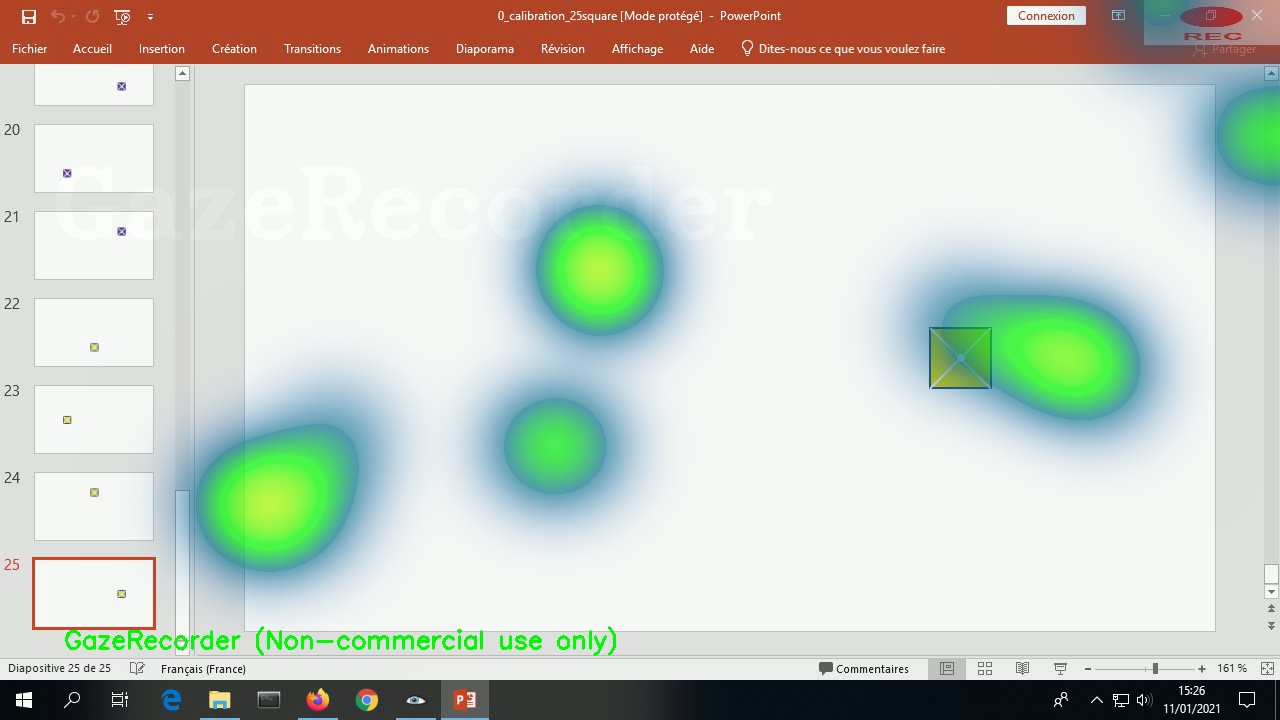 0_calibration_25square [Mode protégé] - PowerPoint
Connexion
REC
Fichier Accueil Insertion Création Transitions Animations Diaporama Révision Affichage Aide Dites-nous ce que vous voulez faire Partager
20
21
22
23
24
25
GazeRecorder
GazeRecorder (Non-commercial use only)
Diapositive 25 de 25 Français (France) Commentaires 161 %
15:26
11/01/2021